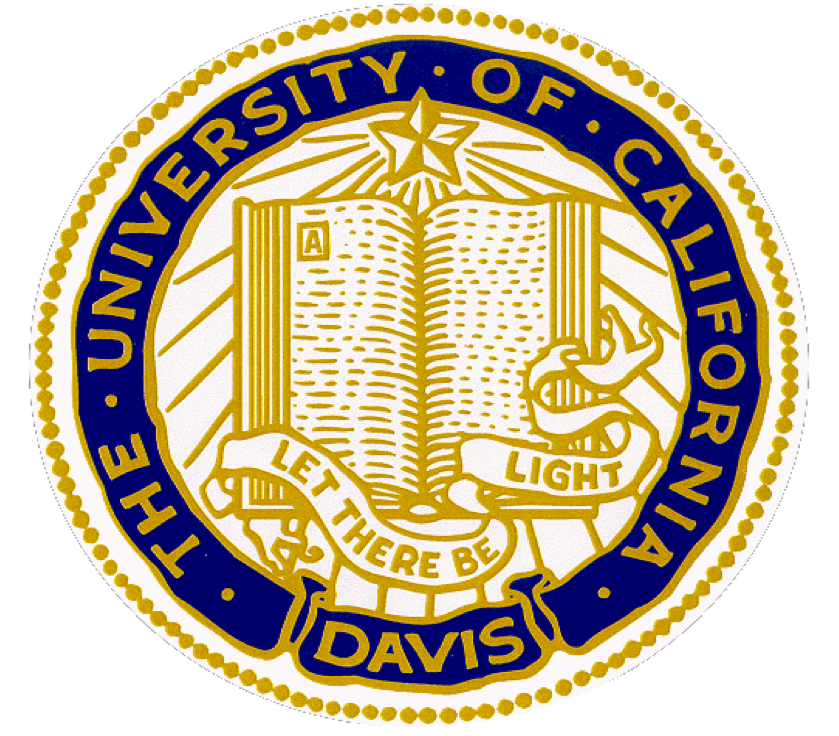 THE · UNIVERSITY · OF · CALIFORNIA
A
LET THERE BE
LIGHT
DAVIS